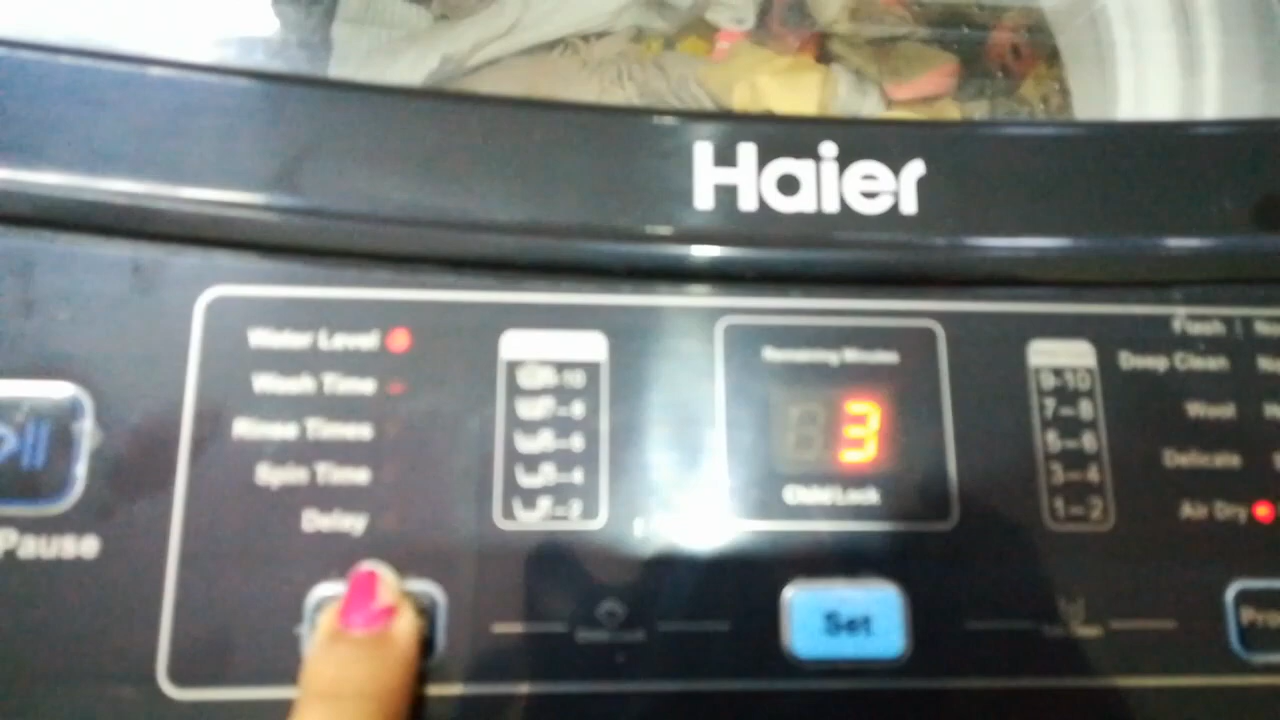 Haier
Water Level
Wash Time
Rinse Times
Spin Time
Delay
Remaining Minutes
3
Child Lock
9-10
7-8
5-6
3-4
1-2
Flash
Deep Clean
Wool
Delicate
Air Dry
Pause
Set